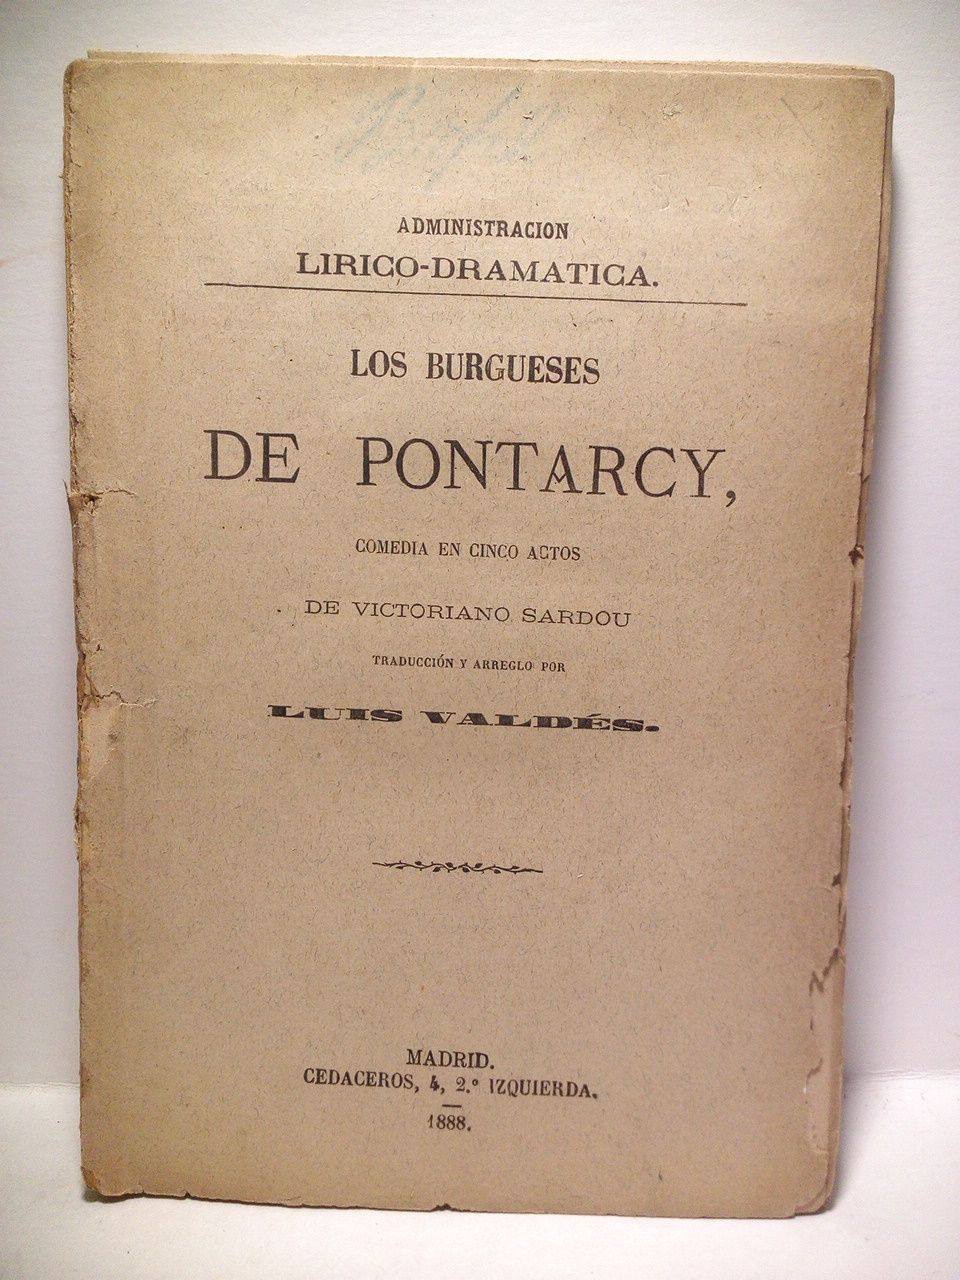 ADMINISTRACION
LIRICO-DRAMATICA.
LOS BURGUESES
DE PONTARCY,
COMEDIA EN CINCO ACTOS
DE VICTORIANO SARDOU
TRADUCCIÓN Y ARREGLO POR
LUIS VALDÉS.
MADRID.
CEDACEROS, 4, 2.º IZQUIERDA.
1888.